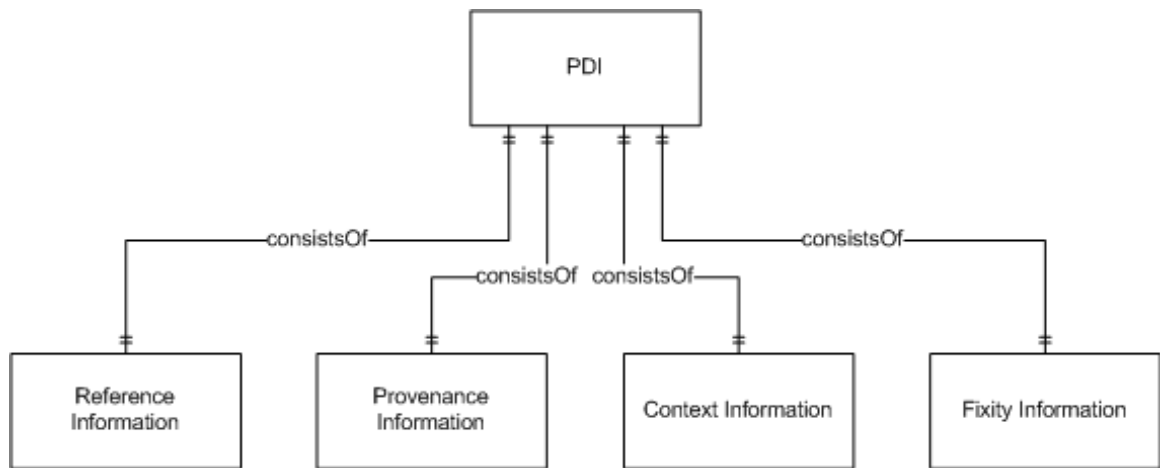 PDI
consistsOf
consistsOf
consistsOf
consistsOf
Reference
Information
Provenance
Information
Context Information
Fixity Information